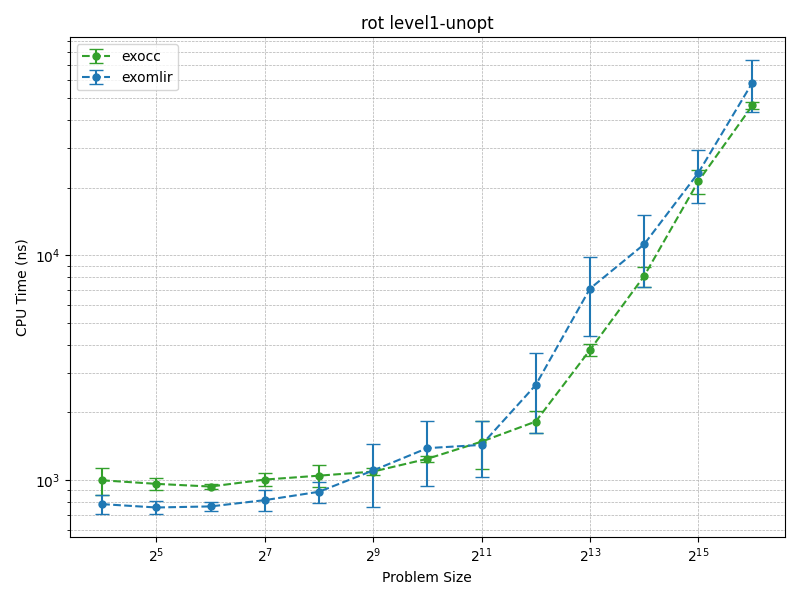 rot level1-unopt
exocc
exomlir
CPU Time (ns)
10^4
10^3
2^5 2^7 2^9 2^11 2^13 2^15
Problem Size